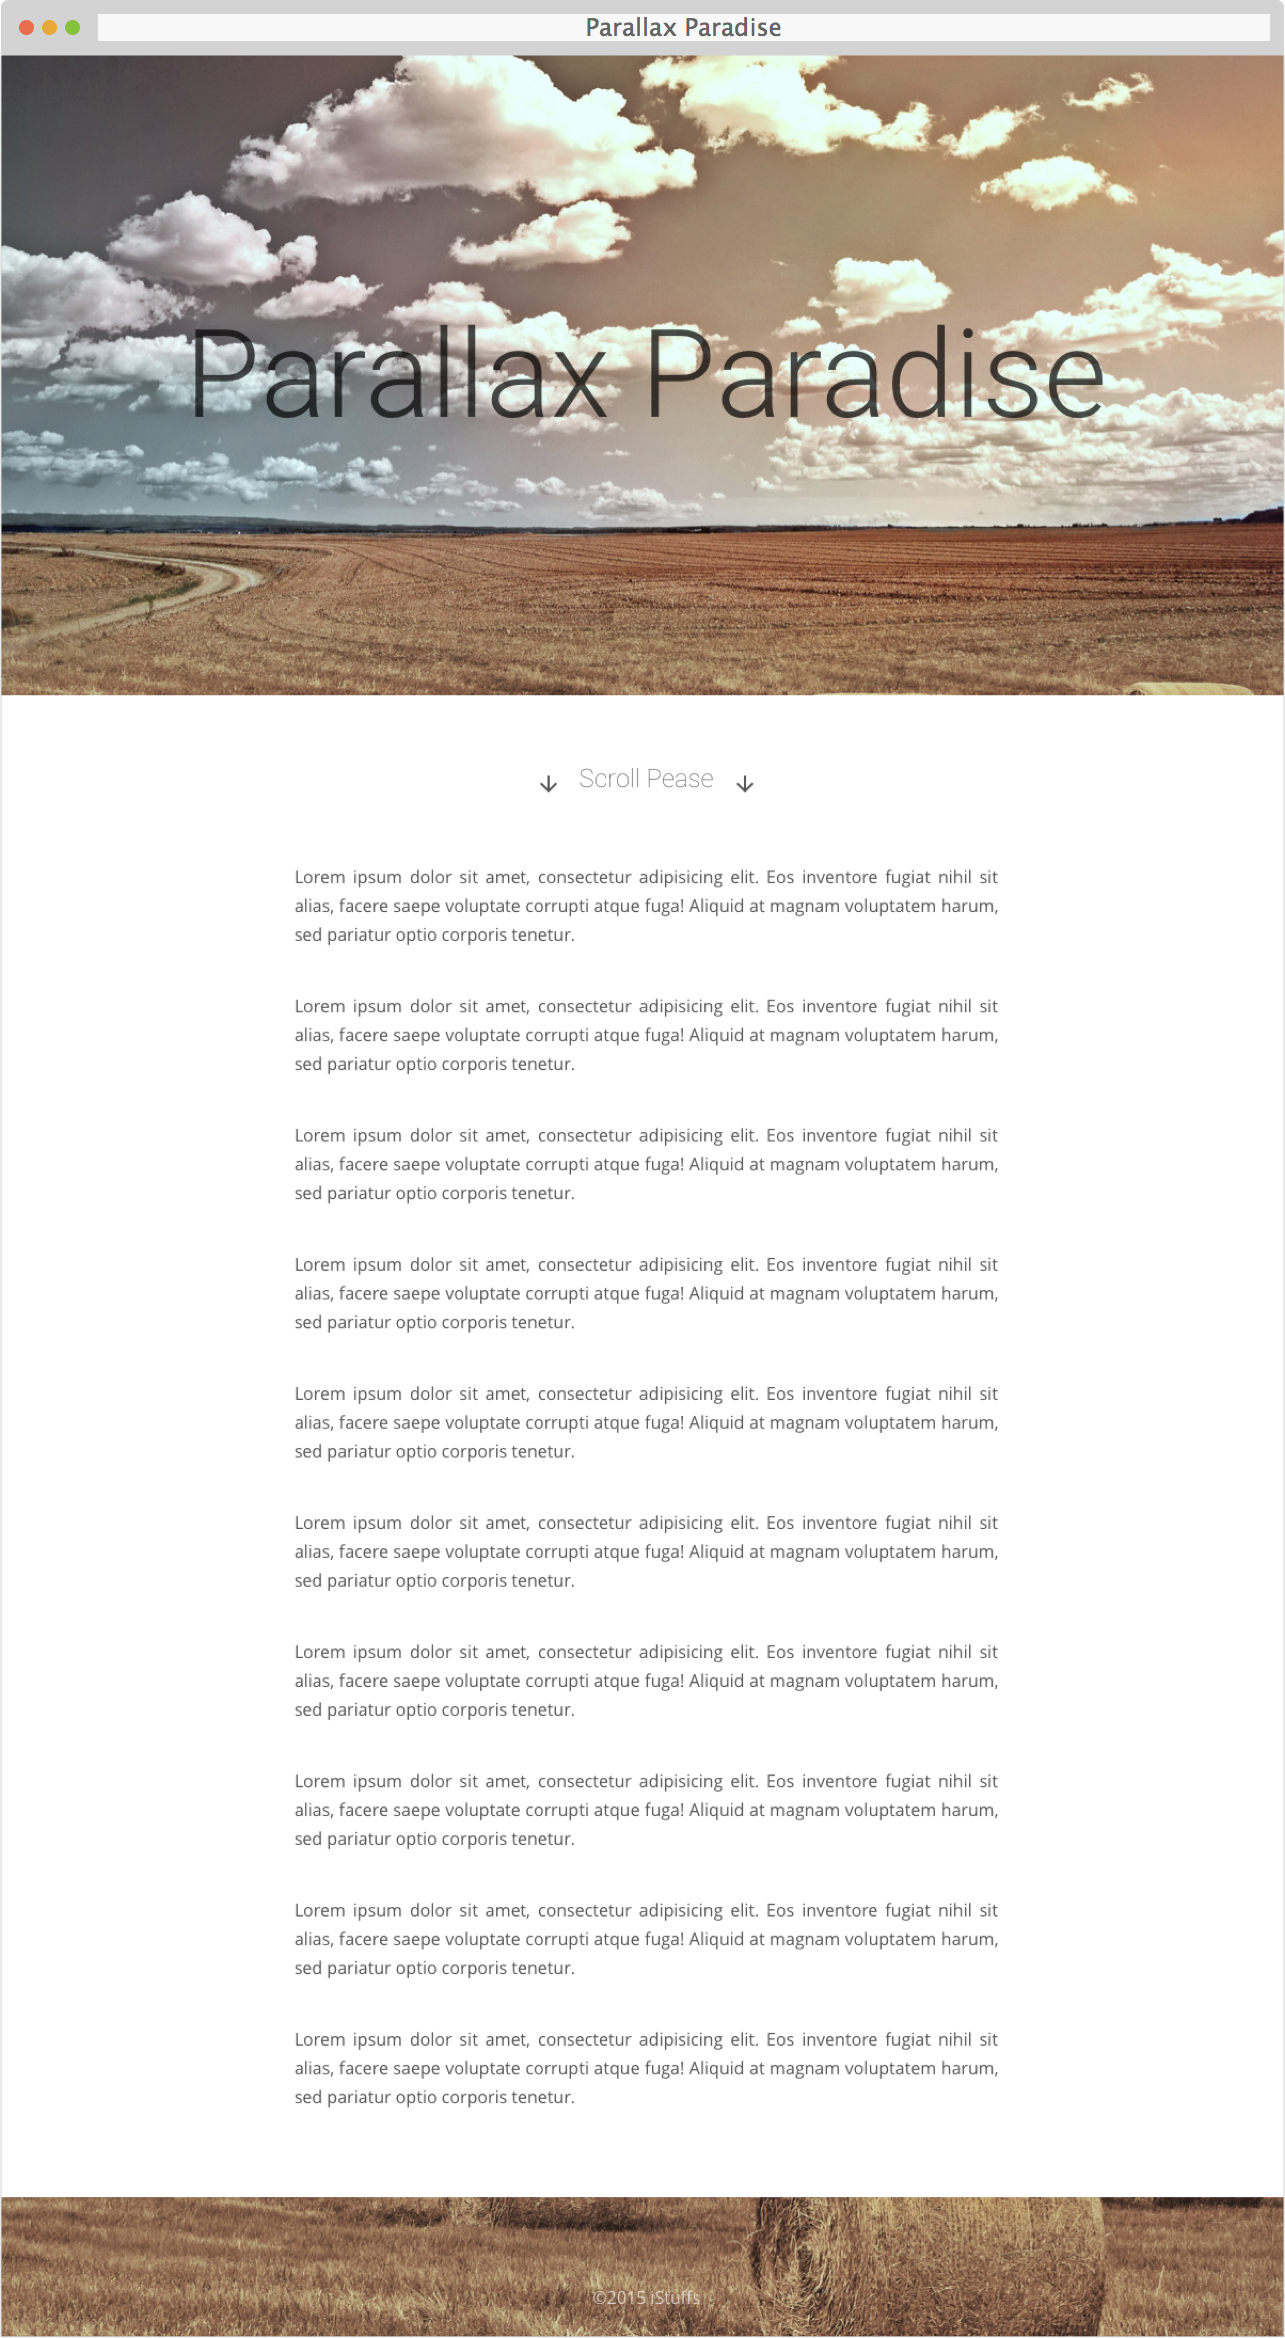 Parallax Paradise
Parallax Paradise
Scroll Pease
Lorem ipsum dolor sit amet, consectetur adipisicing elit. Eos inventore fugiat nihil sit
alias, facere saepe voluptate corrupti atque fuga! Aliquid at magnam voluptatem harum,
sed pariatur optio corporis tenetur.
Lorem ipsum dolor sit amet, consectetur adipisicing elit. Eos inventore fugiat nihil sit
alias, facere saepe voluptate corrupti atque fuga! Aliquid at magnam voluptatem harum,
sed pariatur optio corporis tenetur.
Lorem ipsum dolor sit amet, consectetur adipisicing elit. Eos inventore fugiat nihil sit
alias, facere saepe voluptate corrupti atque fuga! Aliquid at magnam voluptatem harum,
sed pariatur optio corporis tenetur.
Lorem ipsum dolor sit amet, consectetur adipisicing elit. Eos inventore fugiat nihil sit
alias, facere saepe voluptate corrupti atque fuga! Aliquid at magnam voluptatem harum,
sed pariatur optio corporis tenetur.
Lorem ipsum dolor sit amet, consectetur adipisicing elit. Eos inventore fugiat nihil sit
alias, facere saepe voluptate corrupti atque fuga! Aliquid at magnam voluptatem harum,
sed pariatur optio corporis tenetur.
Lorem ipsum dolor sit amet, consectetur adipisicing elit. Eos inventore fugiat nihil sit
alias, facere saepe voluptate corrupti atque fuga! Aliquid at magnam voluptatem harum,
sed pariatur optio corporis tenetur.
Lorem ipsum dolor sit amet, consectetur adipisicing elit. Eos inventore fugiat nihil sit
alias, facere saepe voluptate corrupti atque fuga! Aliquid at magnam voluptatem harum,
sed pariatur optio corporis tenetur.
Lorem ipsum dolor sit amet, consectetur adipisicing elit. Eos inventore fugiat nihil sit
alias, facere saepe voluptate corrupti atque fuga! Aliquid at magnam voluptatem harum,
sed pariatur optio corporis tenetur.
Lorem ipsum dolor sit amet, consectetur adipisicing elit. Eos inventore fugiat nihil sit
alias, facere saepe voluptate corrupti atque fuga! Aliquid at magnam voluptatem harum,
sed pariatur optio corporis tenetur.
Lorem ipsum dolor sit amet, consectetur adipisicing elit. Eos inventore fugiat nihil sit
alias, facere saepe voluptate corrupti atque fuga! Aliquid at magnam voluptatem harum,
sed pariatur optio corporis tenetur.
©2015 iStuffs